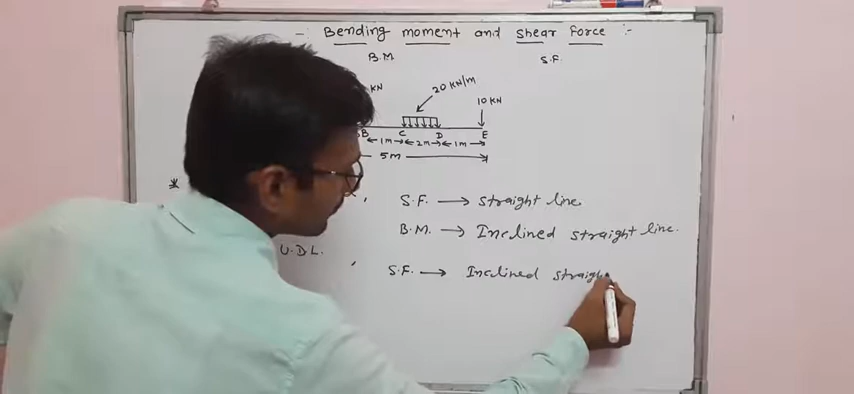 -: Bending moment and Shear Force :-
B.M. S.F.
KN 20 KN/m 10 KN
B C D E
1m 2m 1m
5m
*
S.F. → Straight line.
B.M. → Inclined straight line.
U.D.L.
S.F. → Inclined straigh